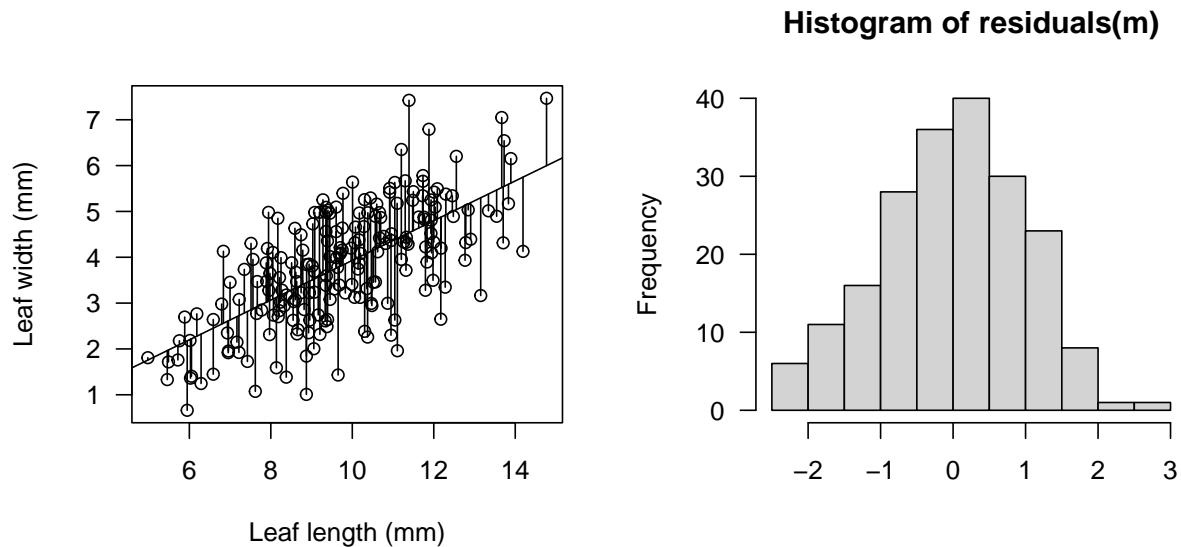 Histogram of residuals(m)
Leaf width (mm)
7
6
5
4
3
2
1
6 8 10 12 14
Leaf length (mm)
Frequency
40
30
20
10
0
−2 −1 0 1 2 3